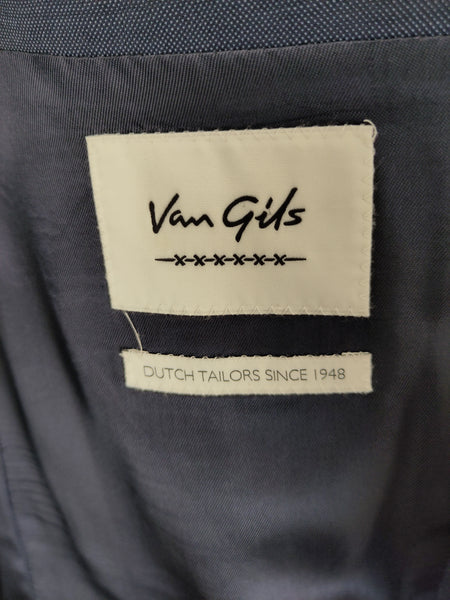 Van Gils
DUTCH TAILORS SINCE 1948